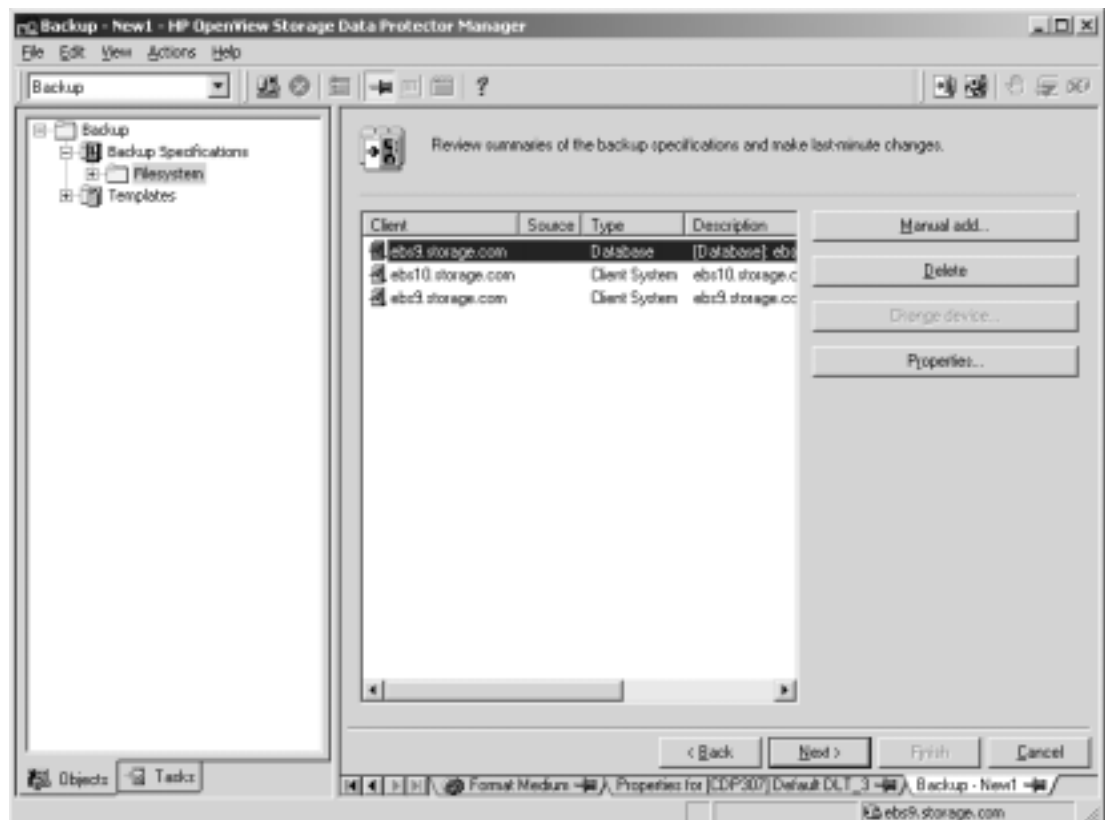 Backup - New1 - HP OpenView Storage Data Protector Manager
File Edit View Actions Help
Backup
?
Backup
Backup Specifications
Filesystem
Templates
Review summaries of the backup specifications and make last-minute changes.
Client Source Type Description
ebs9.storage.com Database [Database]: ebs
ebs10.storage.com Client System ebs10.storage.c
ebs9.storage.com Client System ebs9.storage.cc
Manual add...
Delete
Change device...
Properties...
< Back Next > Finish Cancel
Objects Tasks
Format Medium Properties for [CDP307] Default DLT_3 Backup - New1
ebs9.storage.com